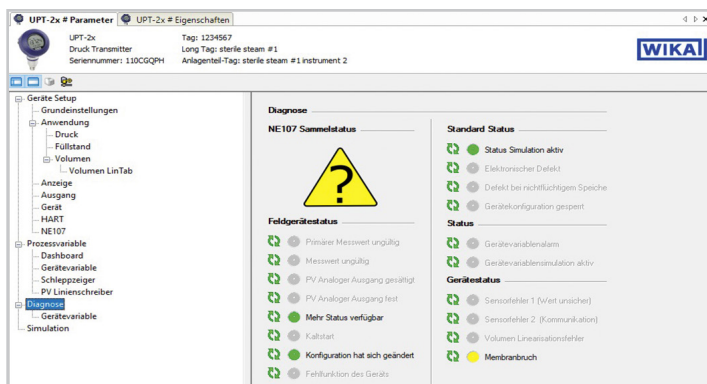 UPT-2x # Parameter UPT-2x # Eigenschaften
UPT-2x Tag: 1234567
Druck Transmitter Long Tag: sterile steam #1
Seriennummer: 110CGQPH Anlagenteil-Tag: sterile steam #1 instrument 2
WIKAI
Geräte Setup
Grundeinstellungen
Anwendung
Druck
Füllstand
Volumen
Volumen LinTab
Anzeige
Ausgang
Gerät
HART
NE107
Prozessvariable
Dashboard
Gerätevariable
Schleppzeiger
PV Linienschreiber
Diagnose
Gerätevariable
Simulation
Diagnose
NE107 Sammelstatus
?
Feldgerätestatus
Primärer Messwert ungültig
Messwert ungültig
PV Analoger Ausgang gesättigt
PV Analoger Ausgang fest
Mehr Status verfügbar
Kaltstart
Konfiguration hat sich geändert
Fehlfunktion des Geräts
Standard Status
Status Simulation aktiv
Elektronischer Defekt
Defekt bei nichtflüchtigem Speiche
Gerätekonfiguration gesperrt
Status
Gerätevariablenalarm
Gerätevariablensimulation aktiv
Gerätestatus
Sensorfehler 1 (Wert unsicher)
Sensorfehler 2 (Kommunikation)
Volumen Linearisationsfehler
Membranbruch